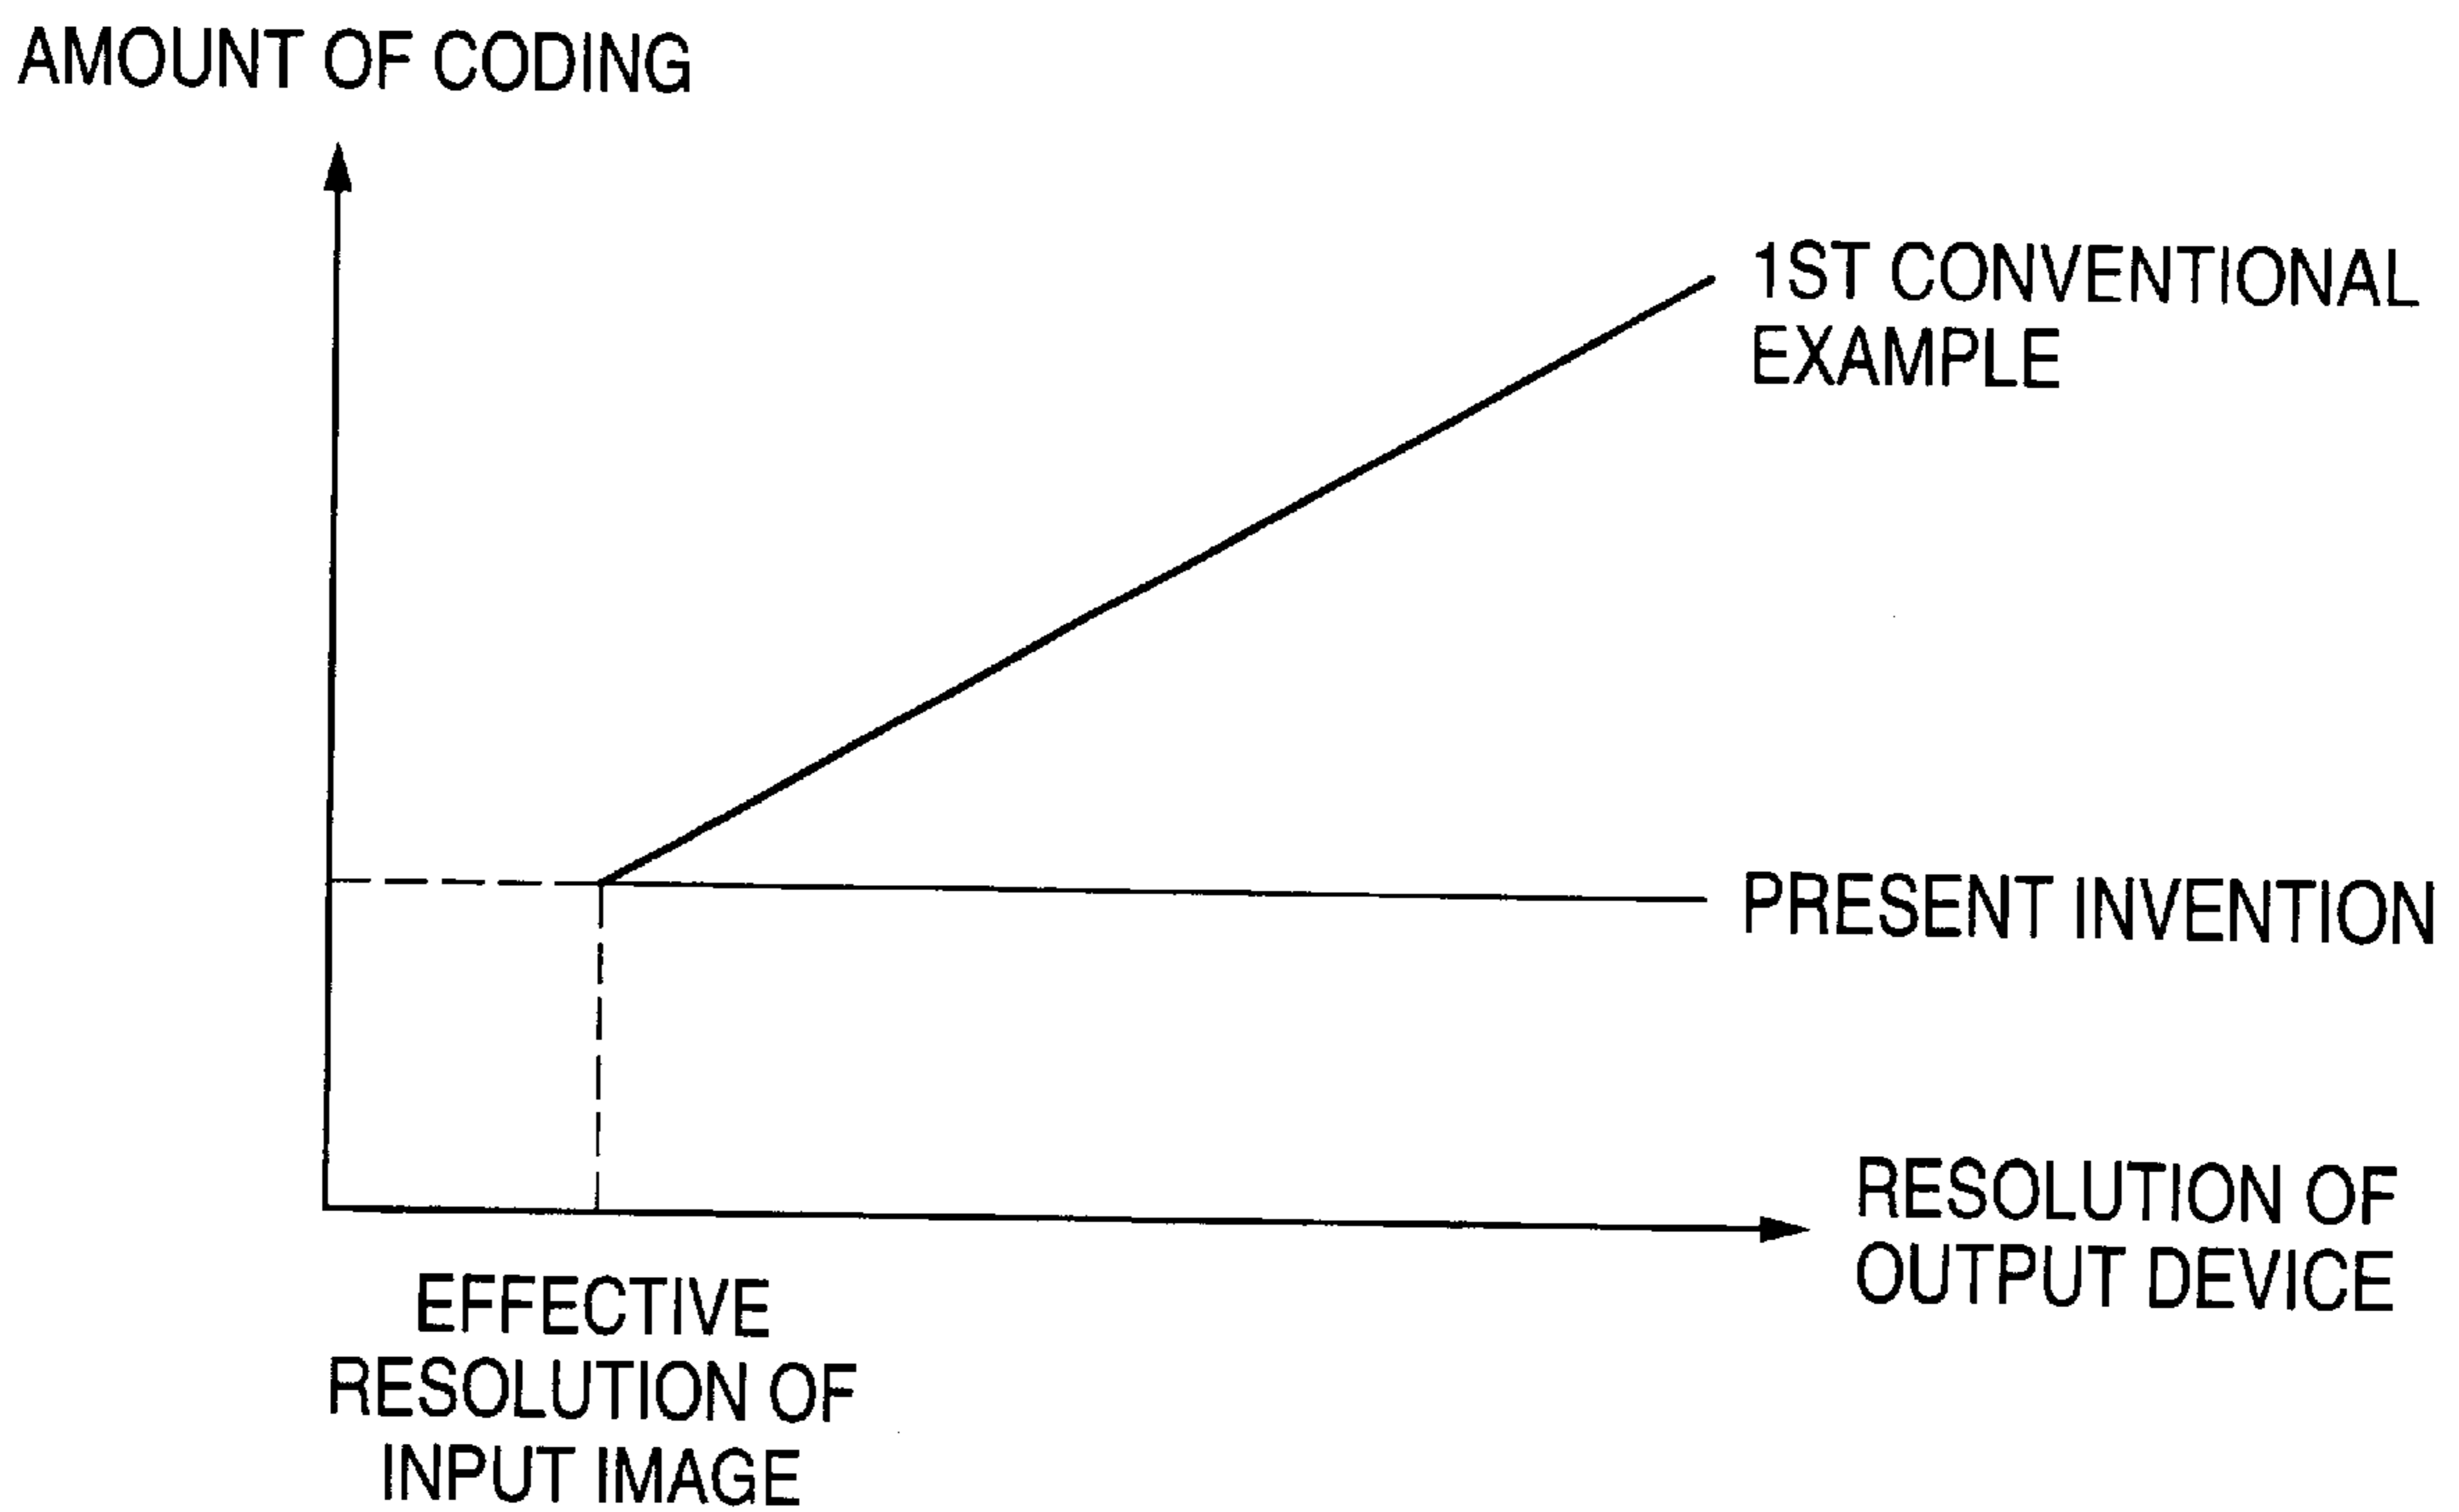 AMOUNT OF CODING
1ST CONVENTIONAL
EXAMPLE
PRESENT INVENTION
RESOLUTION OF
OUTPUT DEVICE
EFFECTIVE
RESOLUTION OF
INPUT IMAGE